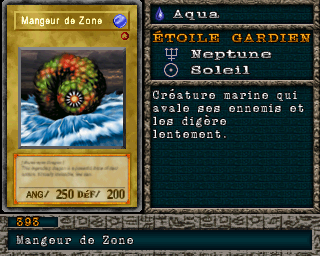 Mangeur de Zone
ANG/ 250 DÉF/ 200
Aqua
ÉTOILE GARDIEN
Neptune
Soleil
Créature marine qui
avale ses ennemis et
les digère
lentement.
393
Mangeur de Zone